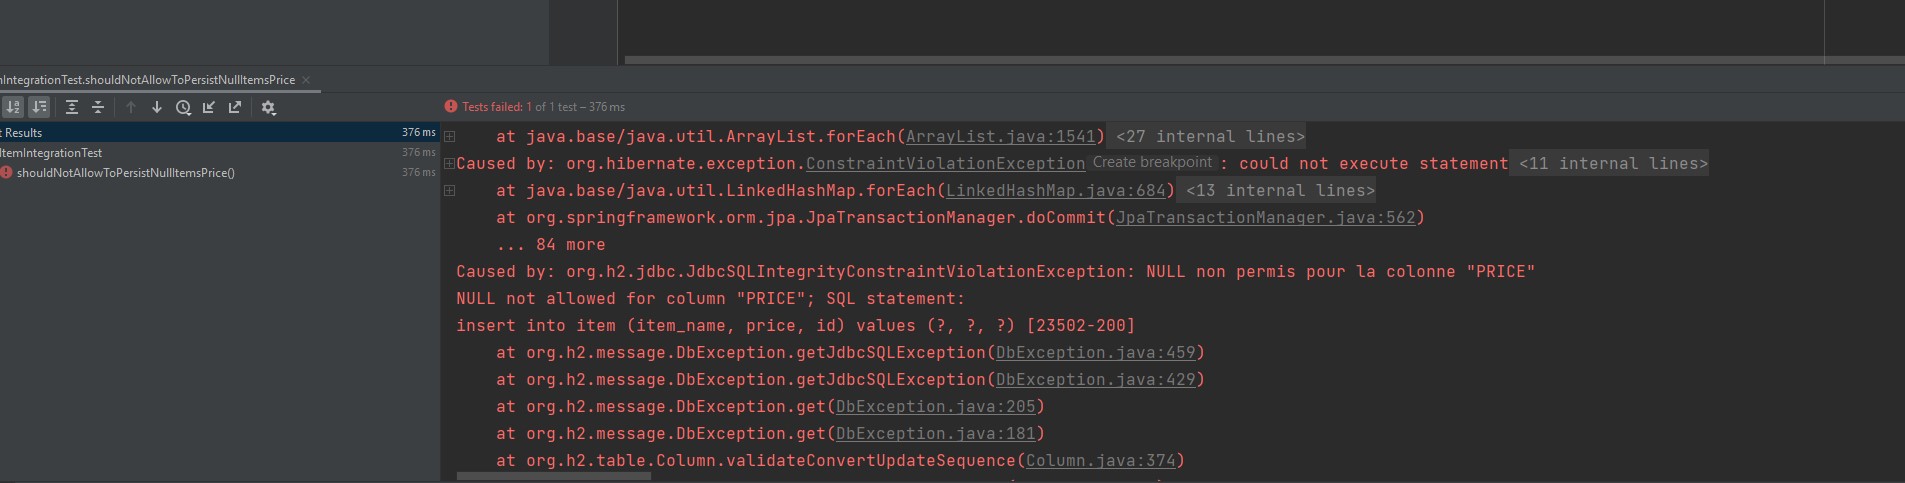 nIntegrationTest.shouldNotAllowToPersistNullItemsPrice
Tests failed: 1 of 1 test – 376 ms
t Results 376 ms
ItemIntegrationTest 376 ms
shouldNotAllowToPersistNullItemsPrice() 376 ms
at java.base/java.util.ArrayList.forEach(ArrayList.java:1541) <27 internal lines>
Caused by: org.hibernate.exception.ConstraintViolationException Create breakpoint : could not execute statement <11 internal lines>
at java.base/java.util.LinkedHashMap.forEach(LinkedHashMap.java:684) <13 internal lines>
at org.springframework.orm.jpa.JpaTransactionManager.doCommit(JpaTransactionManager.java:562)
... 84 more
Caused by: org.h2.jdbc.JdbcSQLIntegrityConstraintViolationException: NULL non permis pour la colonne "PRICE"
NULL not allowed for column "PRICE"; SQL statement:
insert into item (item_name, price, id) values (?, ?, ?) [23502-200]
at org.h2.message.DbException.getJdbcSQLException(DbException.java:459)
at org.h2.message.DbException.getJdbcSQLException(DbException.java:429)
at org.h2.message.DbException.get(DbException.java:205)
at org.h2.message.DbException.get(DbException.java:181)
at org.h2.table.Column.validateConvertUpdateSequence(Column.java:374)